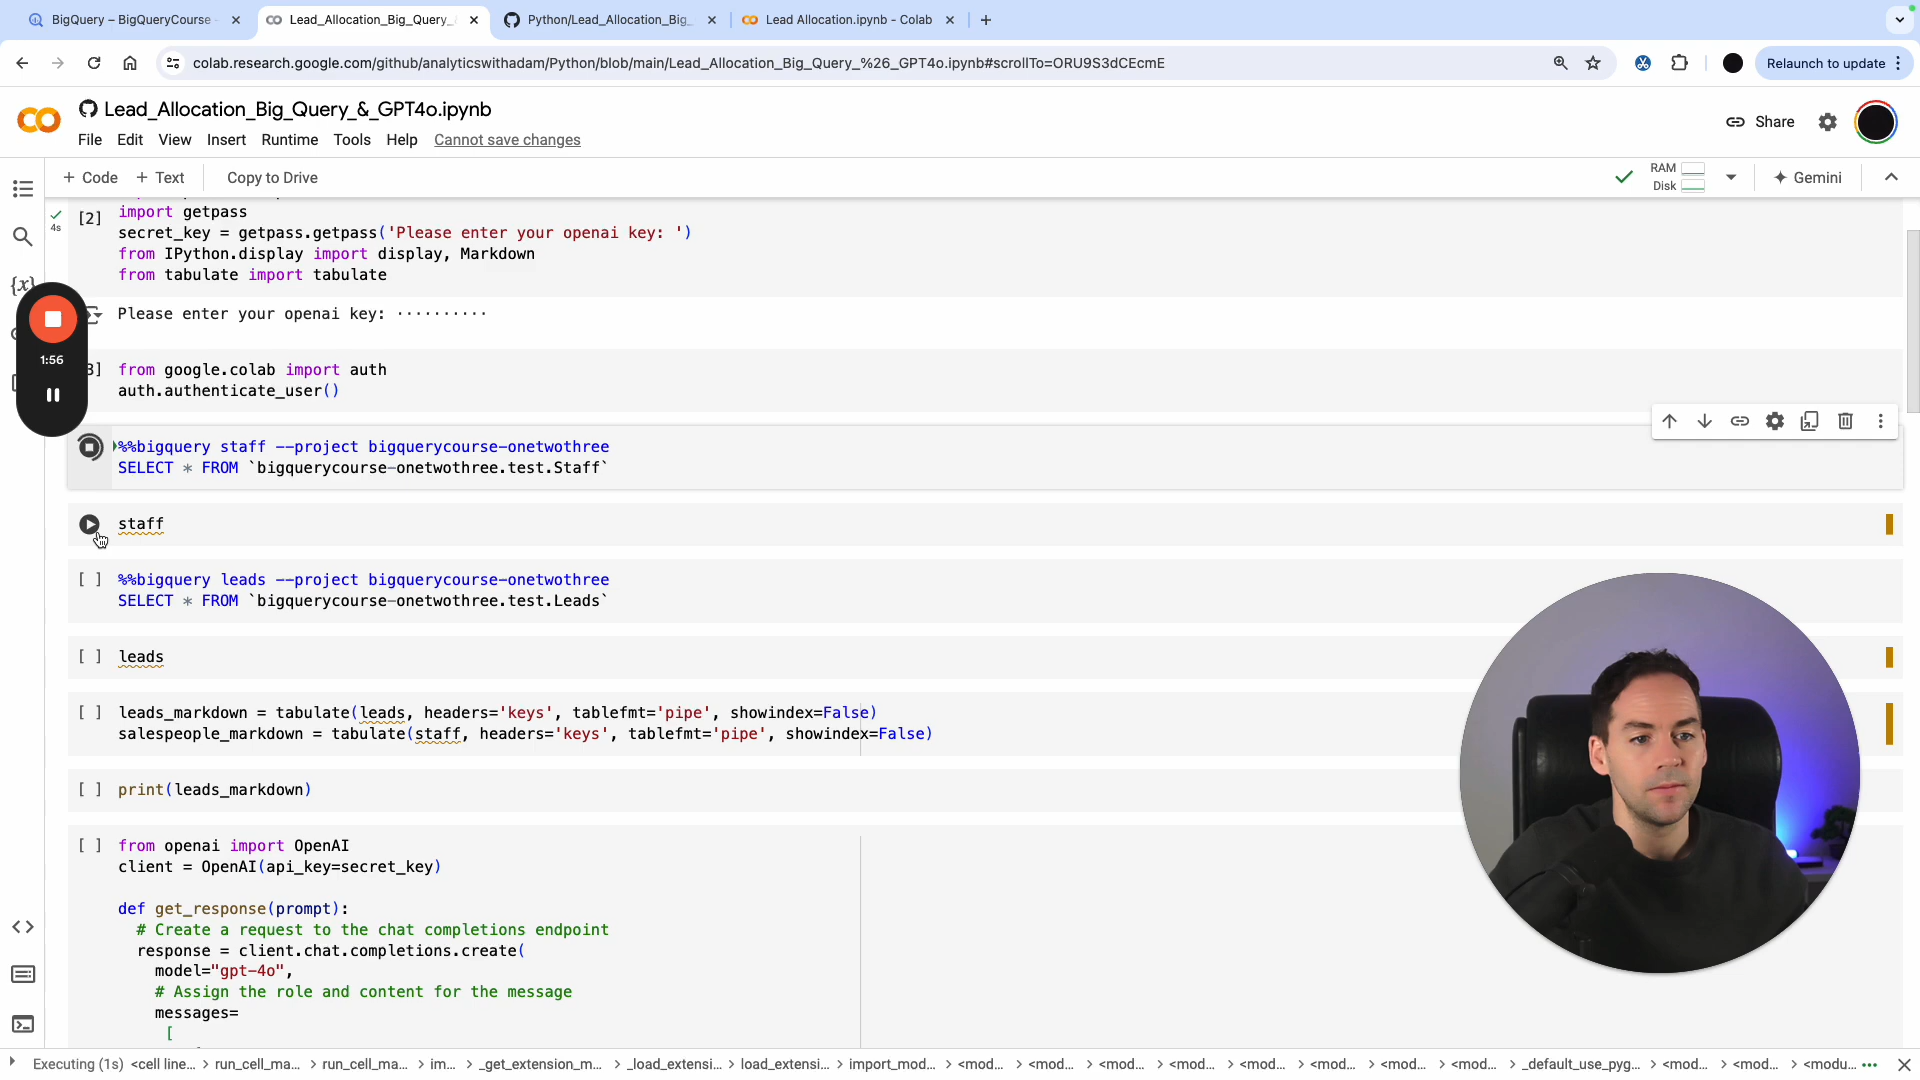 BigQuery – BigQueryCourse
Lead_Allocation_Big_Query_
Python/Lead_Allocation_Big_
Lead Allocation.ipynb - Colab
colab.research.google.com/github/analyticswithadam/Python/blob/main/Lead_Allocation_Big_Query_%26_GPT4o.ipynb#scrollTo=ORU9S3dCEcmE
Relaunch to update
Lead_Allocation_Big_Query_&_GPT4o.ipynb
File Edit View Insert Runtime Tools Help Cannot save changes
Share
+ Code + Text Copy to Drive
RAM
Disk
Gemini
4s
[2]
import getpass
secret_key = getpass.getpass('Please enter your openai key: ')
from IPython.display import display, Markdown
from tabulate import tabulate
Please enter your openai key: ··········
1:56
3] from google.colab import auth
auth.authenticate_user()
%%bigquery staff --project bigquerycourse-onetwothree
SELECT * FROM `bigquerycourse-onetwothree.test.Staff`
staff
[ ] %%bigquery leads --project bigquerycourse-onetwothree
SELECT * FROM `bigquerycourse-onetwothree.test.Leads`
[ ] leads
[ ] leads_markdown = tabulate(leads, headers='keys', tablefmt='pipe', showindex=False)
salespeople_markdown = tabulate(staff, headers='keys', tablefmt='pipe', showindex=False)
[ ] print(leads_markdown)
[ ] from openai import OpenAI
client = OpenAI(api_key=secret_key)
def get_response(prompt):
# Create a request to the chat completions endpoint
response = client.chat.completions.create(
model="gpt-4o",
# Assign the role and content for the message
messages=
[
Executing (1s) <cell line... > run_cell_ma... > run_cell_ma... > im... > _get_extension_m... > _load_extensi... > load_extensi... > import_mod... > <mod... > <mod... > <mod... > <mod... > <mod... > <mod... > <mod... > <mod... > _default_use_pyg... > <mod... > <mod... > <modu... ···